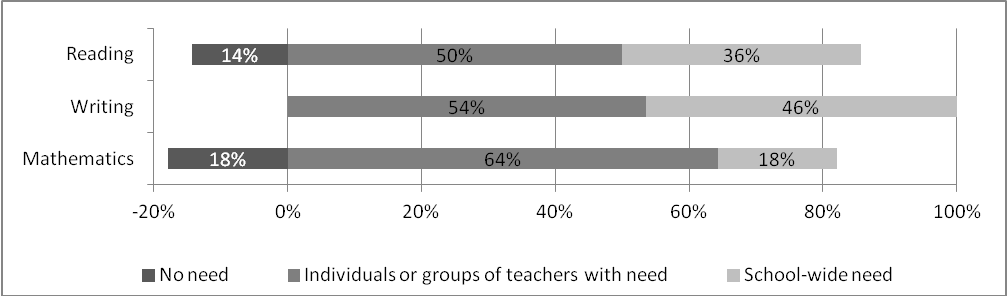 Reading 14% 50% 36%
Writing 54% 46%
Mathematics 18% 64% 18%
-20% 0% 20% 40% 60% 80% 100%
No need Individuals or groups of teachers with need School-wide need